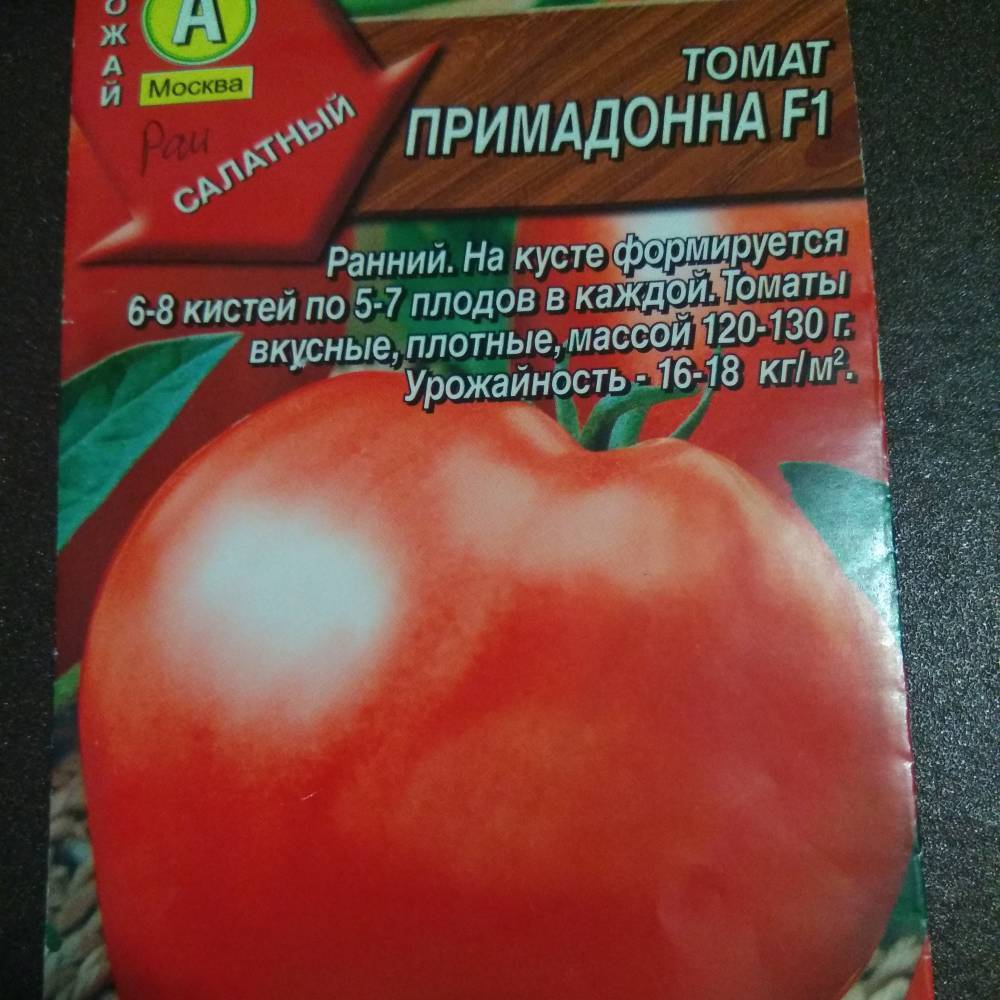 ОЖАЙ
А
Москва
Ран
САЛАТНЫЙ
ТОМАТ
ПРИМАДОННА F1
Ранний. На кусте формируется
6-8 кистей по 5-7 плодов в каждой. Томаты
вкусные, плотные, массой 120-130 г.
Урожайность - 16-18 кг/м².